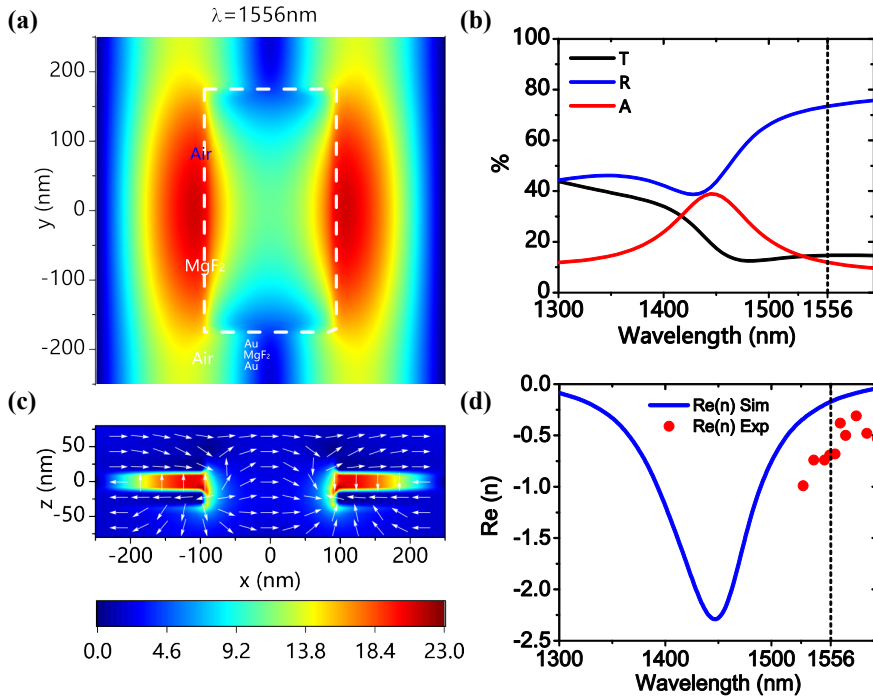 λ=1556nm
(a)
y (nm)
200
100
0
-100
-200
Air
MgF₂
Air
Au
MgF₂
Au
(b)
%
100
80
60
40
20
0
T
R
A
1300
1400
1500
1556
Wavelength (nm)
(c)
z (nm)
50
0
-50
-200
-100
0
100
200
x (nm)
0.0
4.6
9.2
13.8
18.4
23.0
(d)
Re (n)
0.0
-0.5
-1.0
-1.5
-2.0
-2.5
Re(n) Sim
Re(n) Exp
1300
1400
1500
1556
Wavelength (nm)